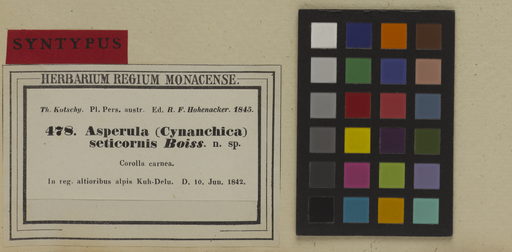 SYNTYPUS
HERBARIUM REGIUM MONACENSE.
Th. Kotschy. Pl. Pers. austr. Ed. R. F. Hohenacker. 1845.
478. Asperula (Cynanchica)
seticornis Boiss. n. sp.
Corolla carnea.
In reg. altioribus alpis Kuh-Delu. D. 10. Jun. 1842.